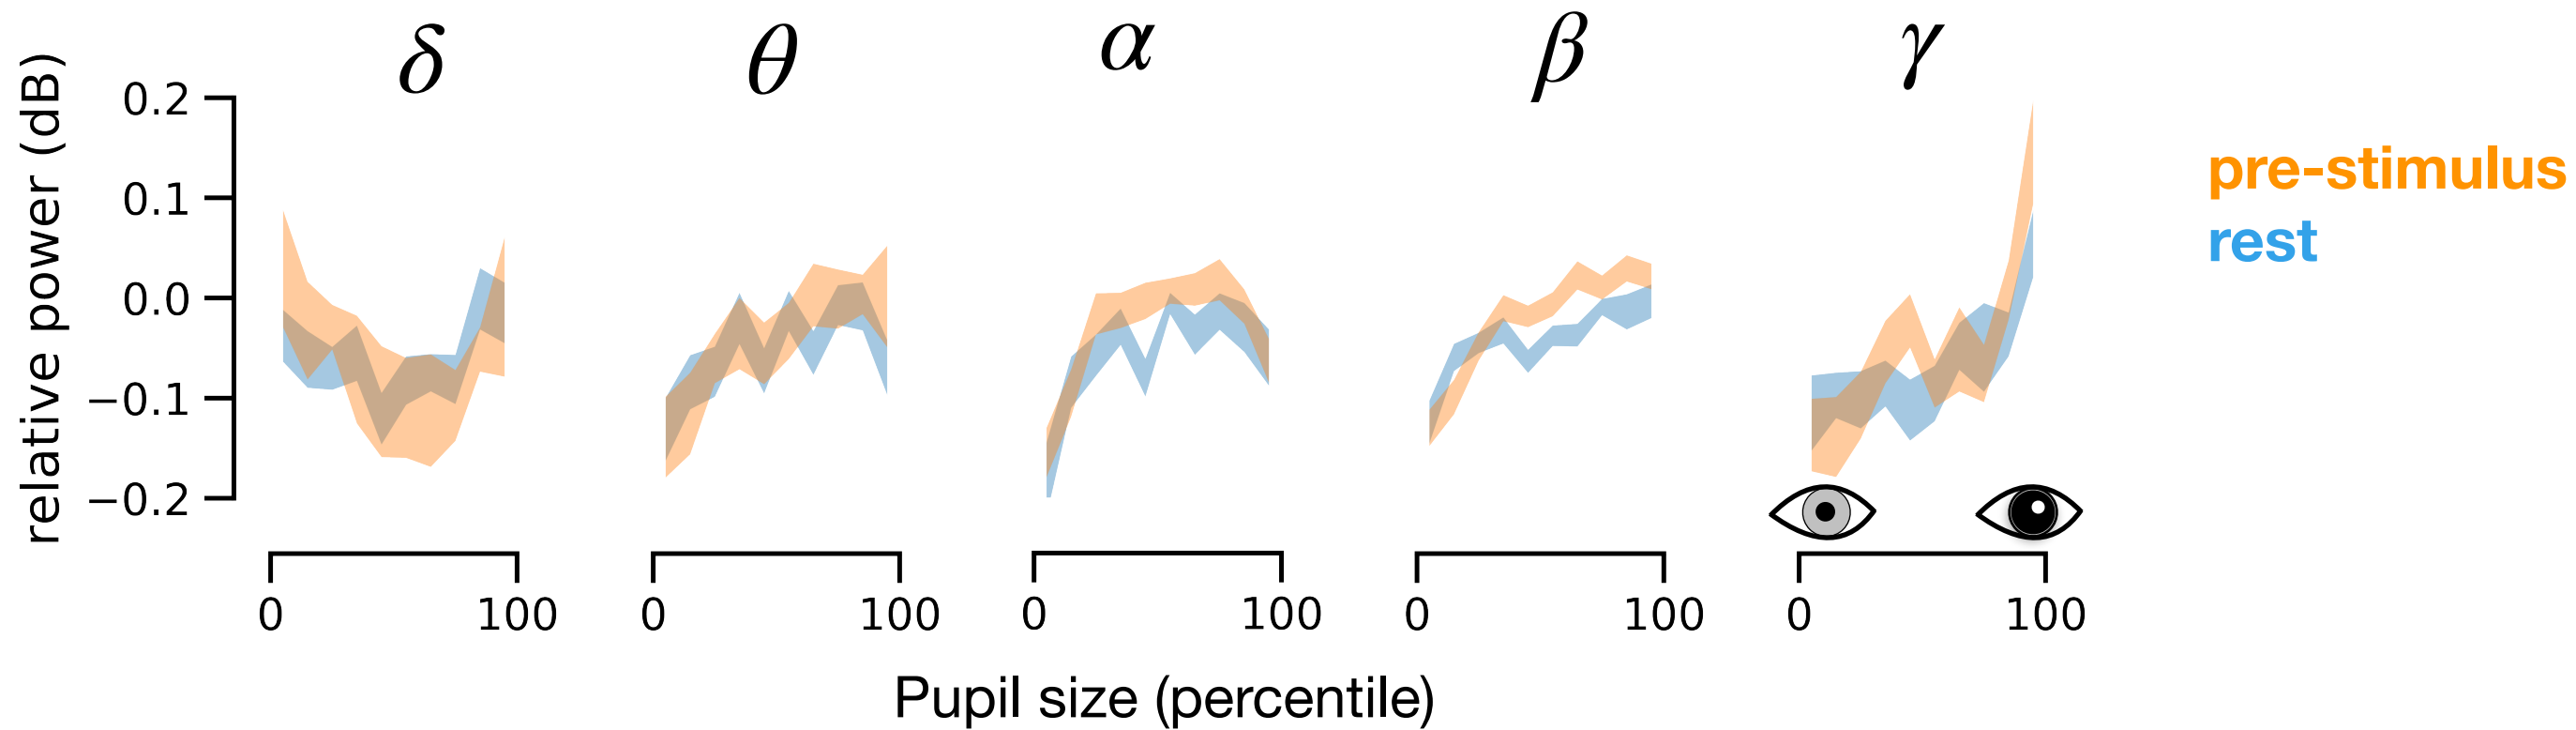 δ θ α β γ
relative power (dB)
0.2
0.1
0.0
−0.1
−0.2
pre-stimulus
rest
0 100 0 100 0 100 0 100 0 100
Pupil size (percentile)